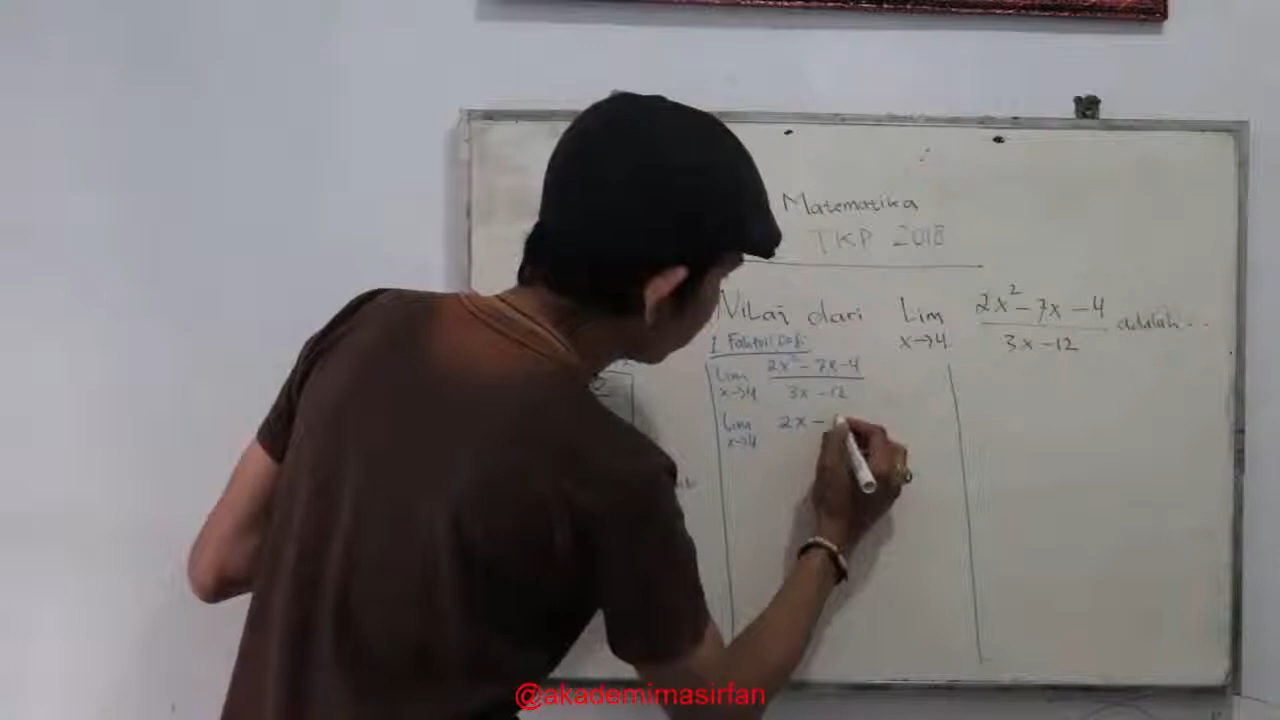 Matematika
TKP 2018
Nilai dari Lim x→4 2x² - 7x - 4 / 3x - 12 adalah...
1. Faktorisasi
Lim x→4 2x² - 7x - 4 / 3x - 12
Lim x→4 2x -
@akademimasirfan